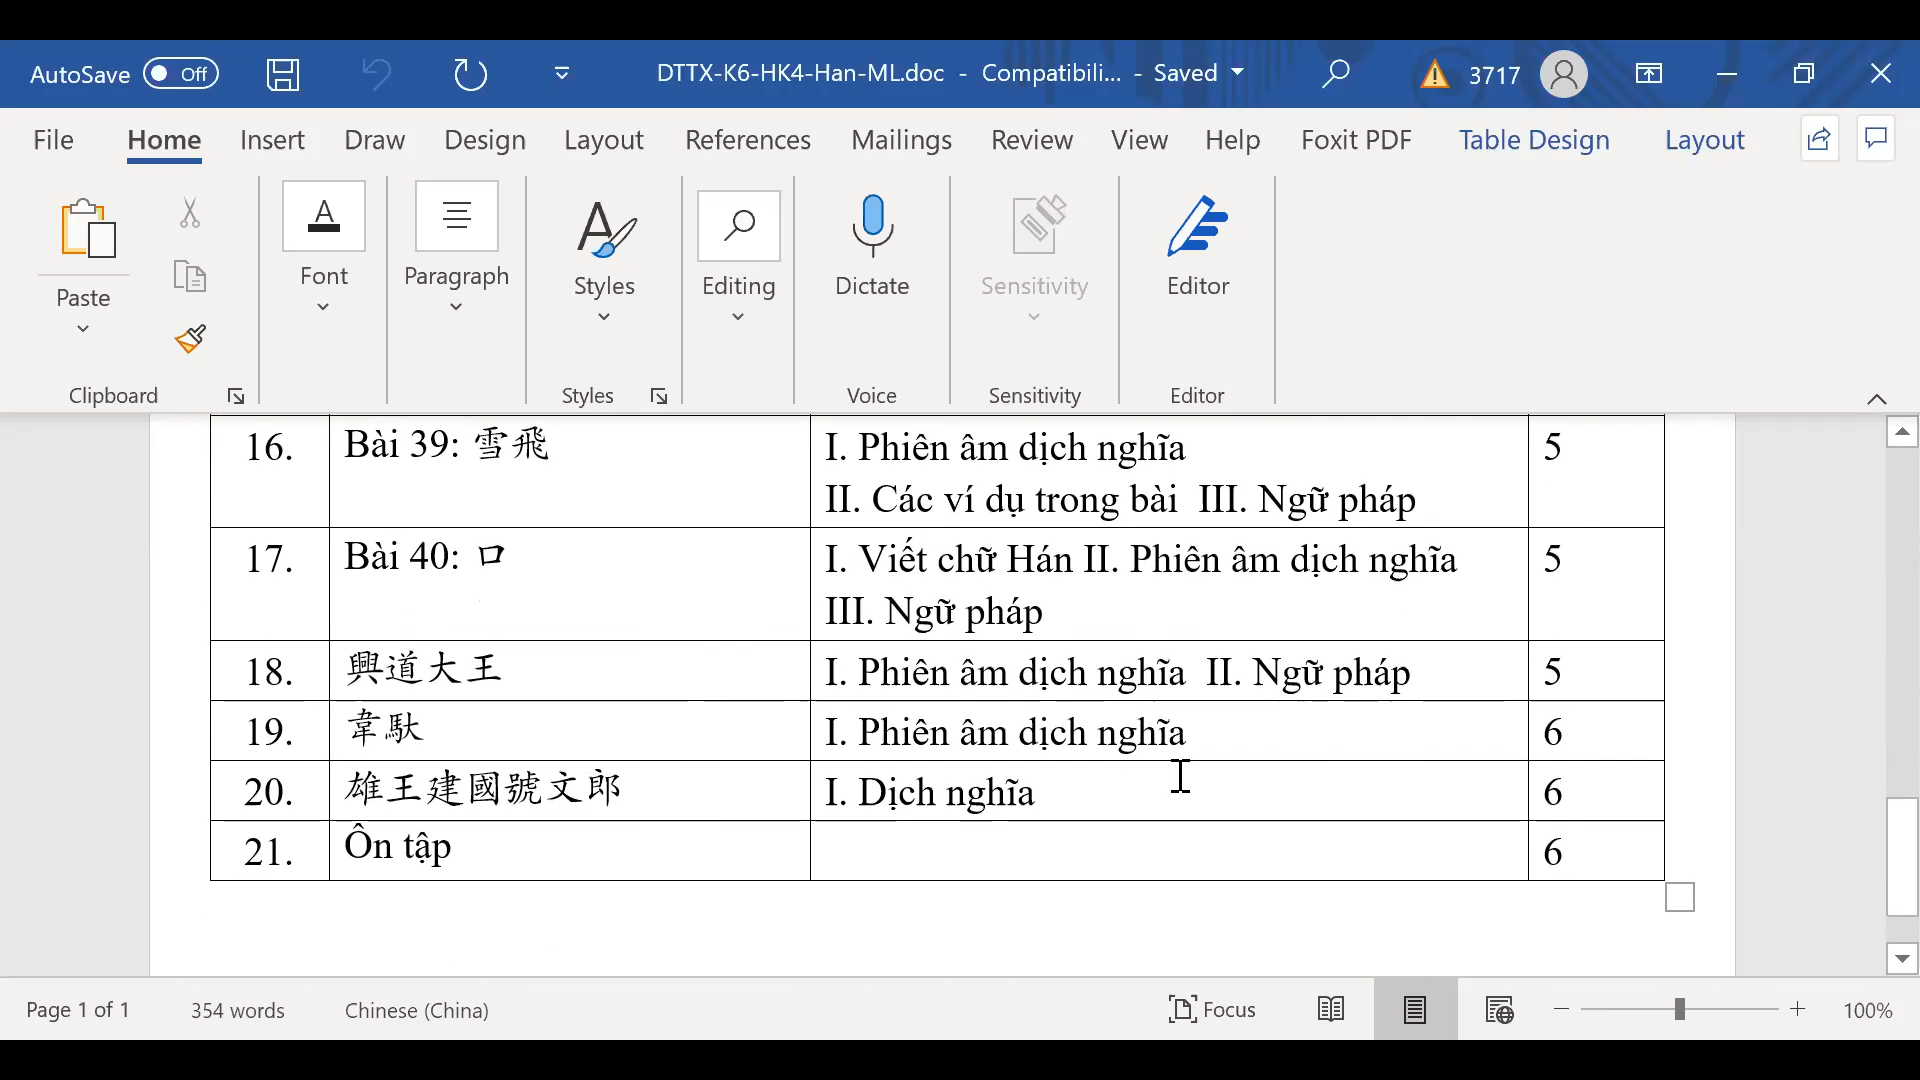 AutoSave Off DTTX-K6-HK4-Han-ML.doc - Compatibili... - Saved 3717
File Home Insert Draw Design Layout References Mailings Review View Help Foxit PDF Table Design Layout
Paste Font Paragraph Styles Editing Dictate Sensitivity Editor
Clipboard Styles Voice Sensitivity Editor
16. Bài 39: 雪飛 I. Phiên âm dịch nghĩa 5
II. Các ví dụ trong bài III. Ngữ pháp
17. Bài 40: 口 I. Viết chữ Hán II. Phiên âm dịch nghĩa 5
III. Ngữ pháp
18. 興道大王 I. Phiên âm dịch nghĩa II. Ngữ pháp 5
19. 韋馱 I. Phiên âm dịch nghĩa 6
20. 雄王建國號文郎 I. Dịch nghĩa 6
21. Ôn tập 6
Page 1 of 1 354 words Chinese (China) Focus 100%